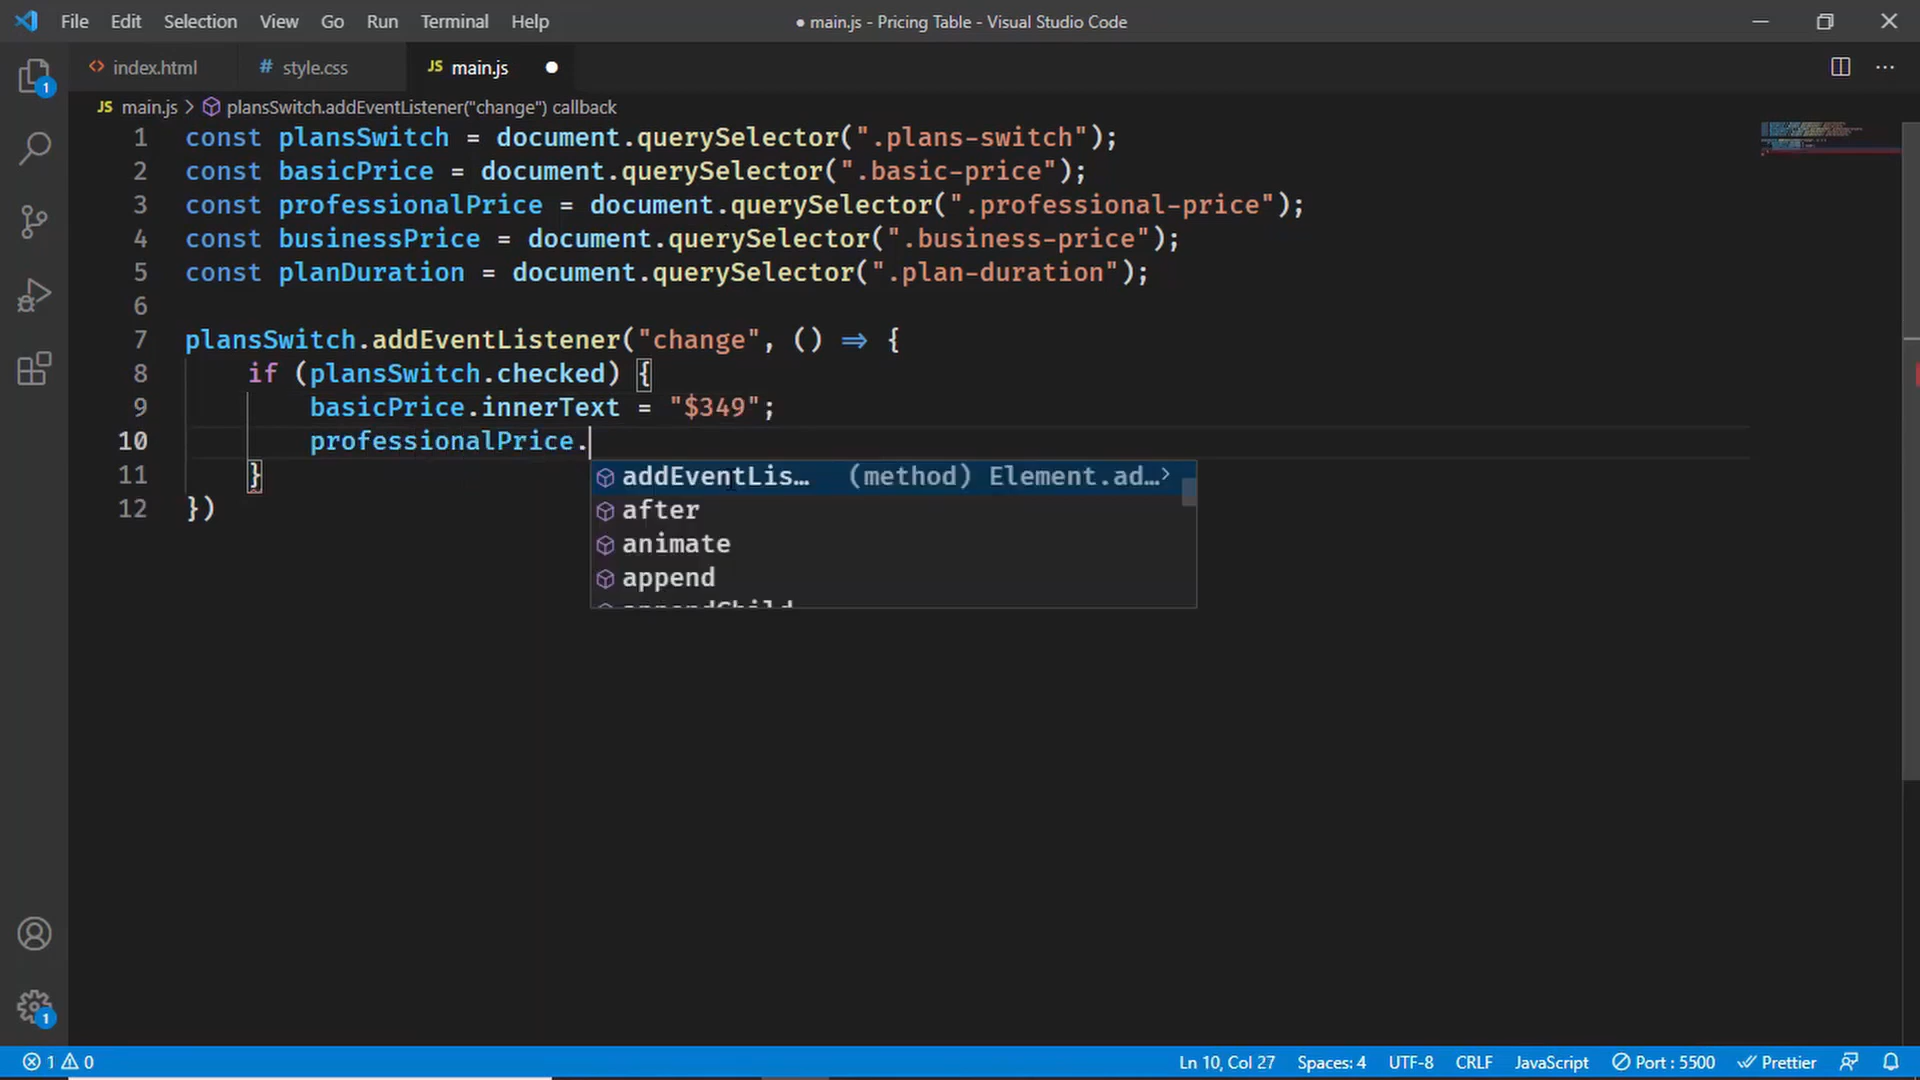 File Edit Selection View Go Run Terminal Help ● main.js - Pricing Table - Visual Studio Code
index.html # style.css JS main.js
JS main.js > plansSwitch.addEventListener("change") callback
1 const plansSwitch = document.querySelector(".plans-switch");
2 const basicPrice = document.querySelector(".basic-price");
3 const professionalPrice = document.querySelector(".professional-price");
4 const businessPrice = document.querySelector(".business-price");
5 const planDuration = document.querySelector(".plan-duration");
6
7 plansSwitch.addEventListener("change", () => {
8 if (plansSwitch.checked) {
9 basicPrice.innerText = "$349";
10 professionalPrice.
11 }
12 })
addEventLis… (method) Element.ad…>
after
animate
append
appendChild
1
1
1 0 Ln 10, Col 27 Spaces: 4 UTF-8 CRLF JavaScript Port : 5500 Prettier